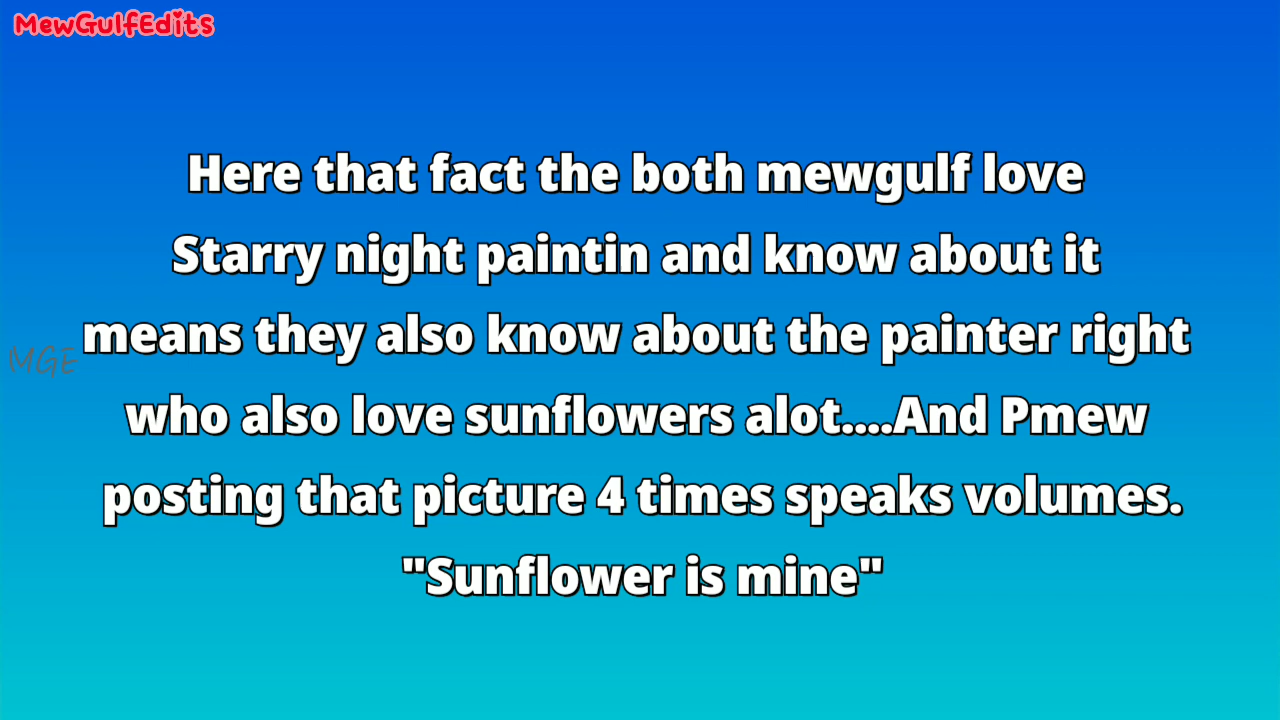 MewGulfEdits
Here that fact the both mewgulf love
Starry night paintin and know about it
means they also know about the painter right
MGE
who also love sunflowers alot....And Pmew
posting that picture 4 times speaks volumes.
"Sunflower is mine"